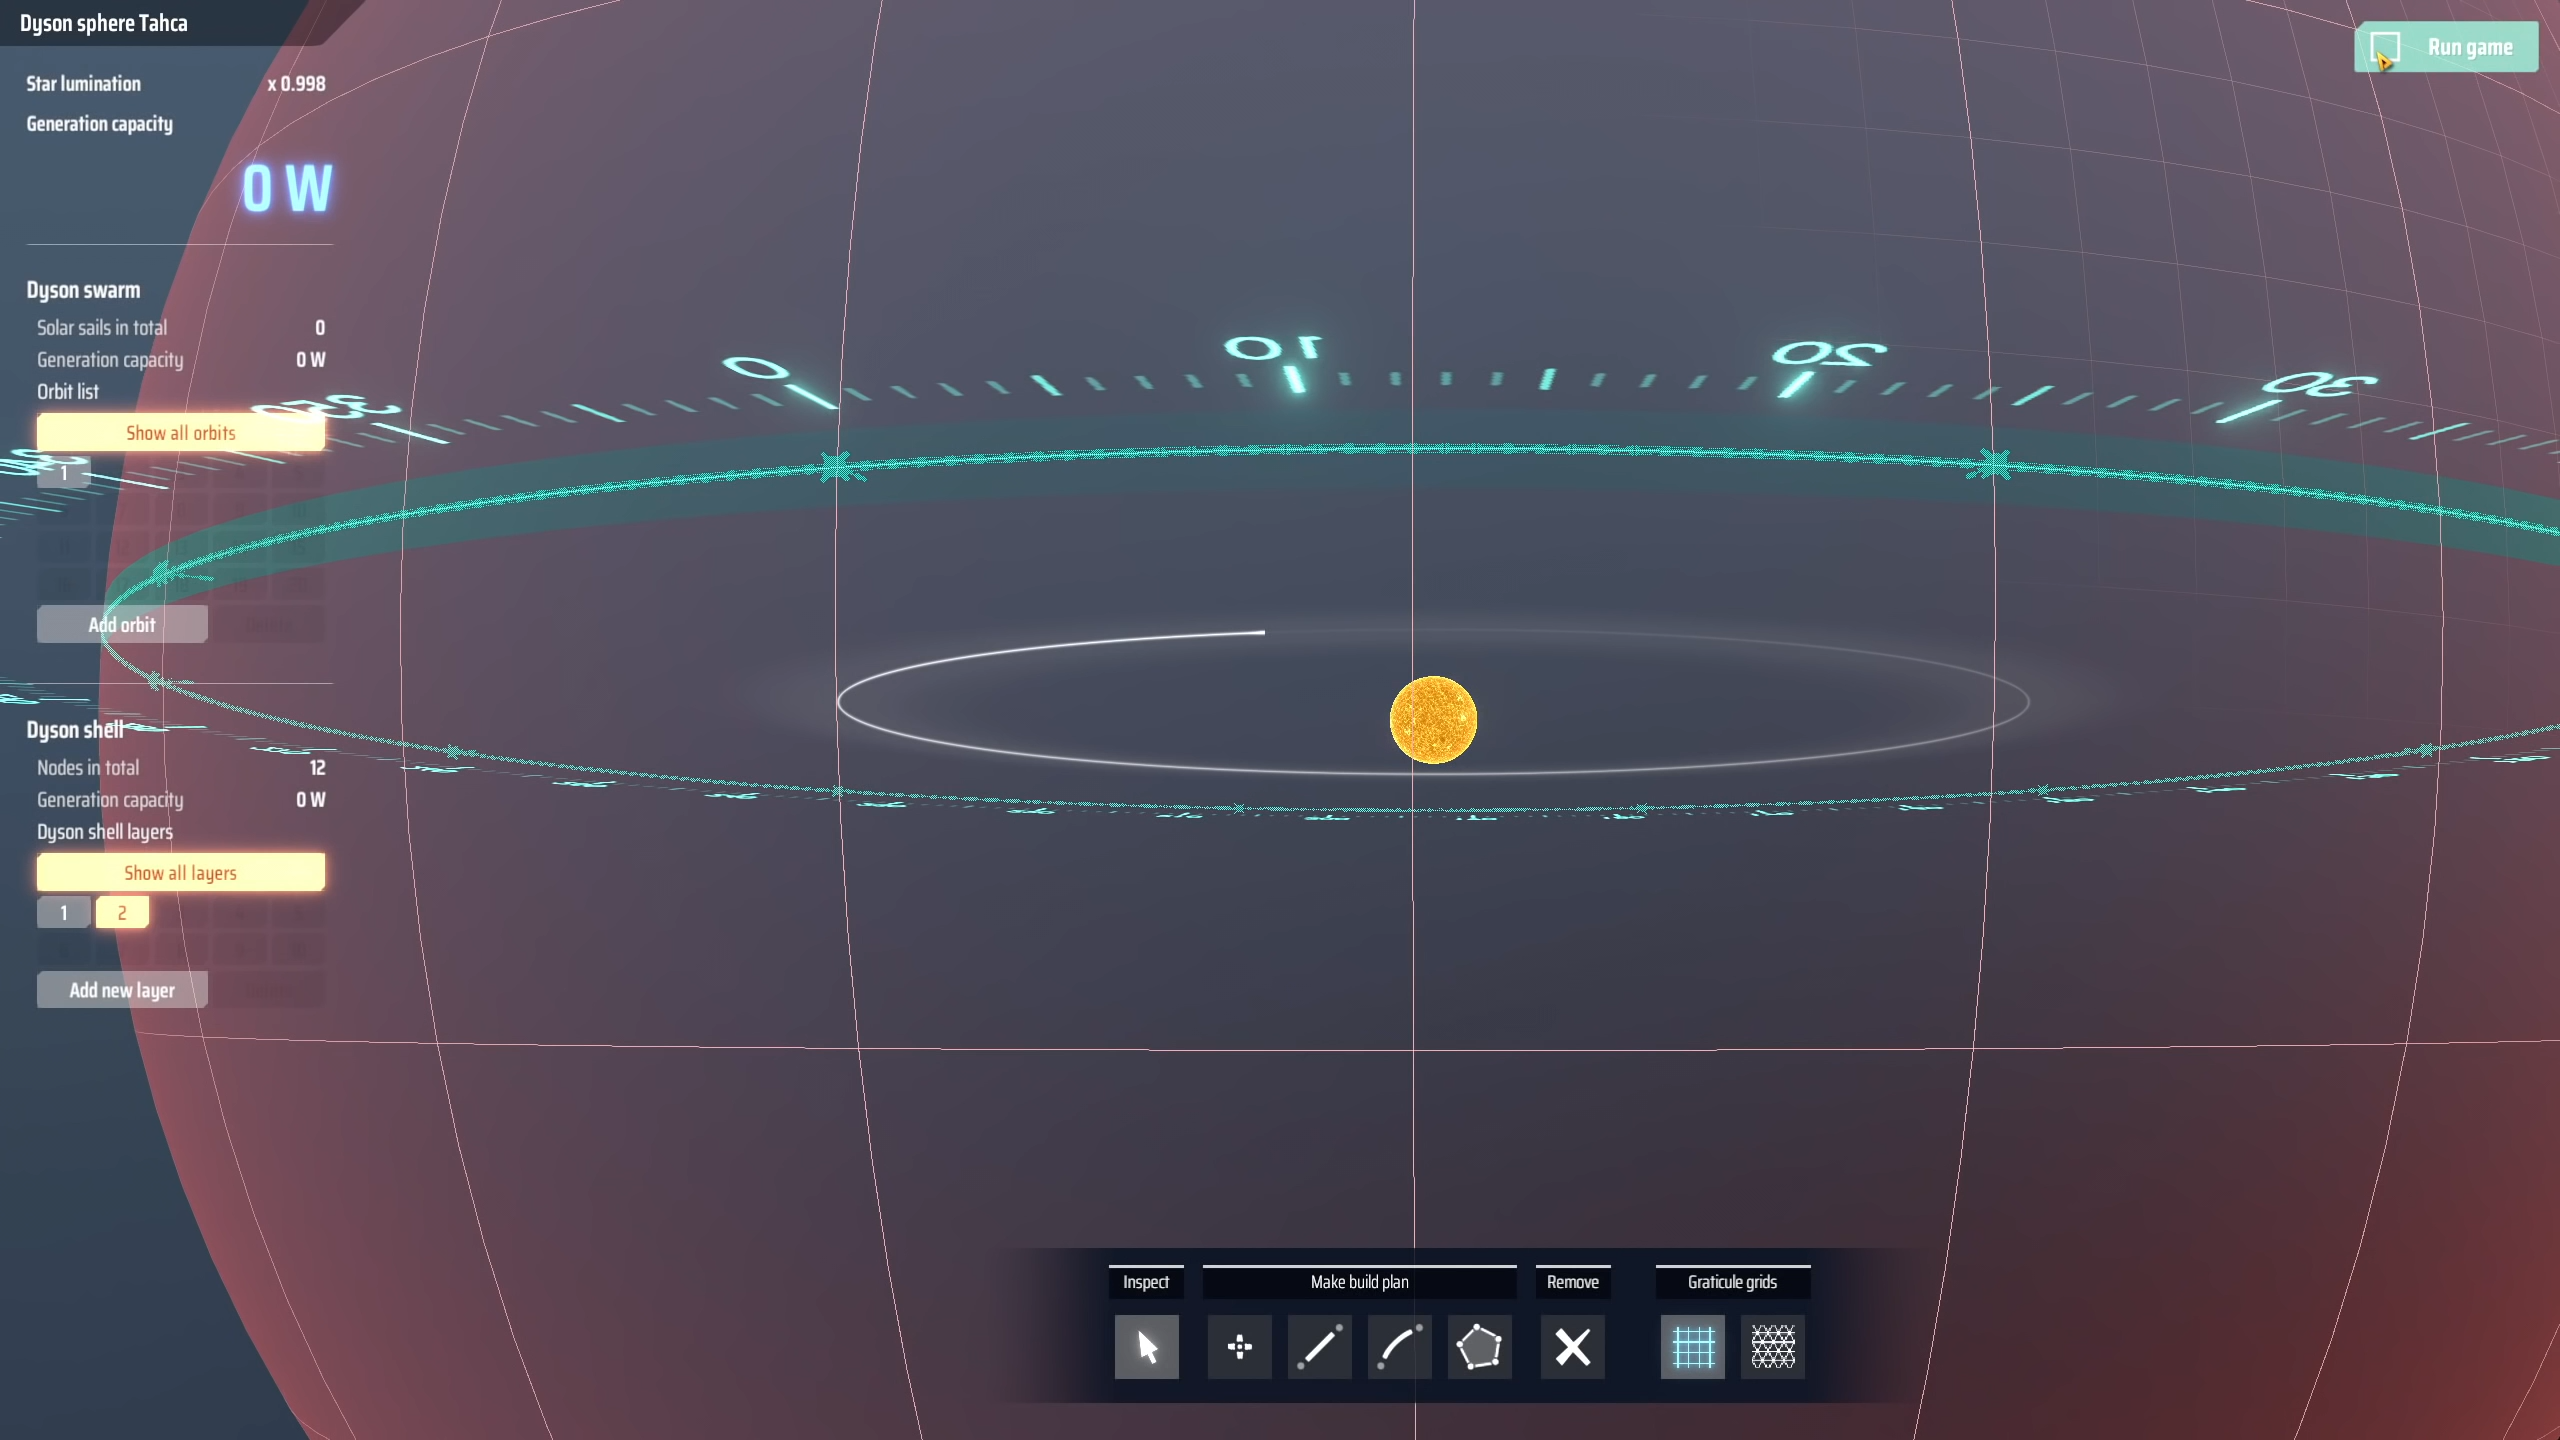 Dyson sphere Tahca
Run game
Star lumination x 0.998
Generation capacity
0 W
Dyson swarm
Solar sails in total 0
Generation capacity 0 W
Orbit list
Show all orbits
1
Add orbit
0 10 20 30
Dyson shell
Nodes in total 12
Generation capacity 0 W
Dyson shell layers
Show all layers
1 2
Add new layer
Inspect Make build plan Remove Graticule grids